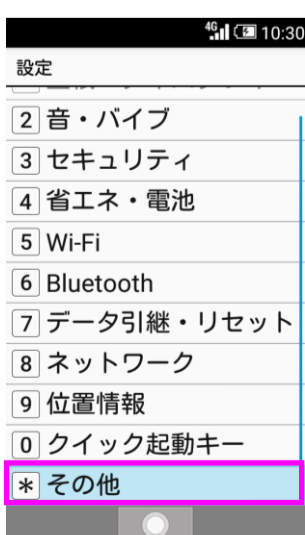 4G 10:30
設定
2 音・バイブ
3 セキュリティ
4 省エネ・電池
5 Wi-Fi
6 Bluetooth
7 データ引継・リセット
8 ネットワーク
9 位置情報
0 クイック起動キー
* その他